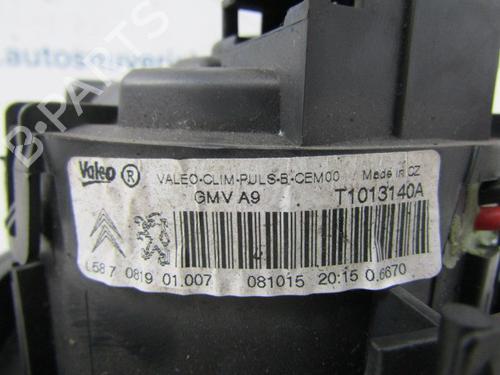 Valeo ® VALEO-CLIM-PULS-B-CEM00 / Made in CZ
GMV A9 T1013140A
L58 7 0819 01.007 081015 20:15 0,6670
B-PARTS